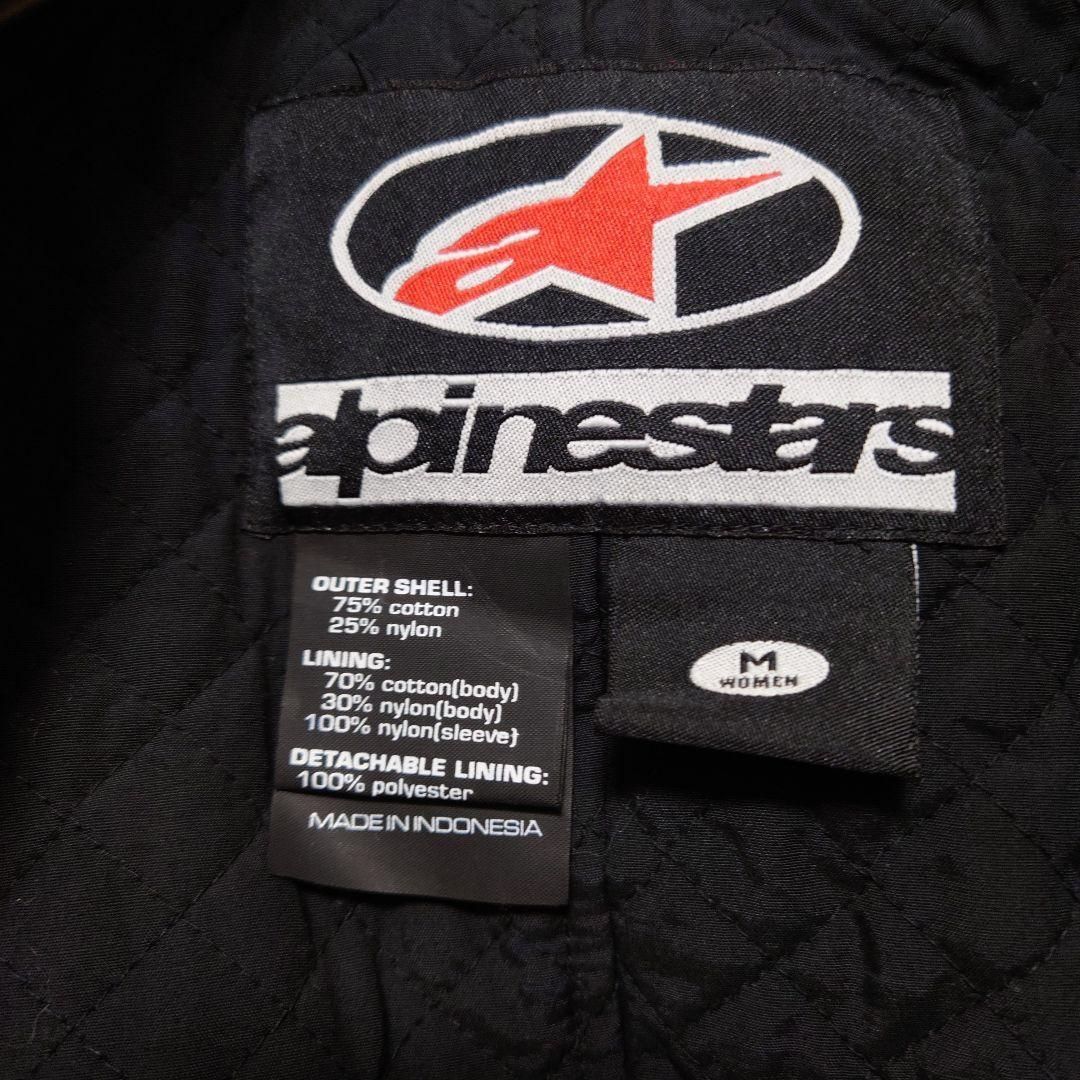 alpinestars
OUTER SHELL:
75% cotton
25% nylon
LINING:
70% cotton(body)
30% nylon(body)
100% nylon(sleeve)
DETACHABLE LINING:
100% polyester
MADE IN INDONESIA
M
WOMEN